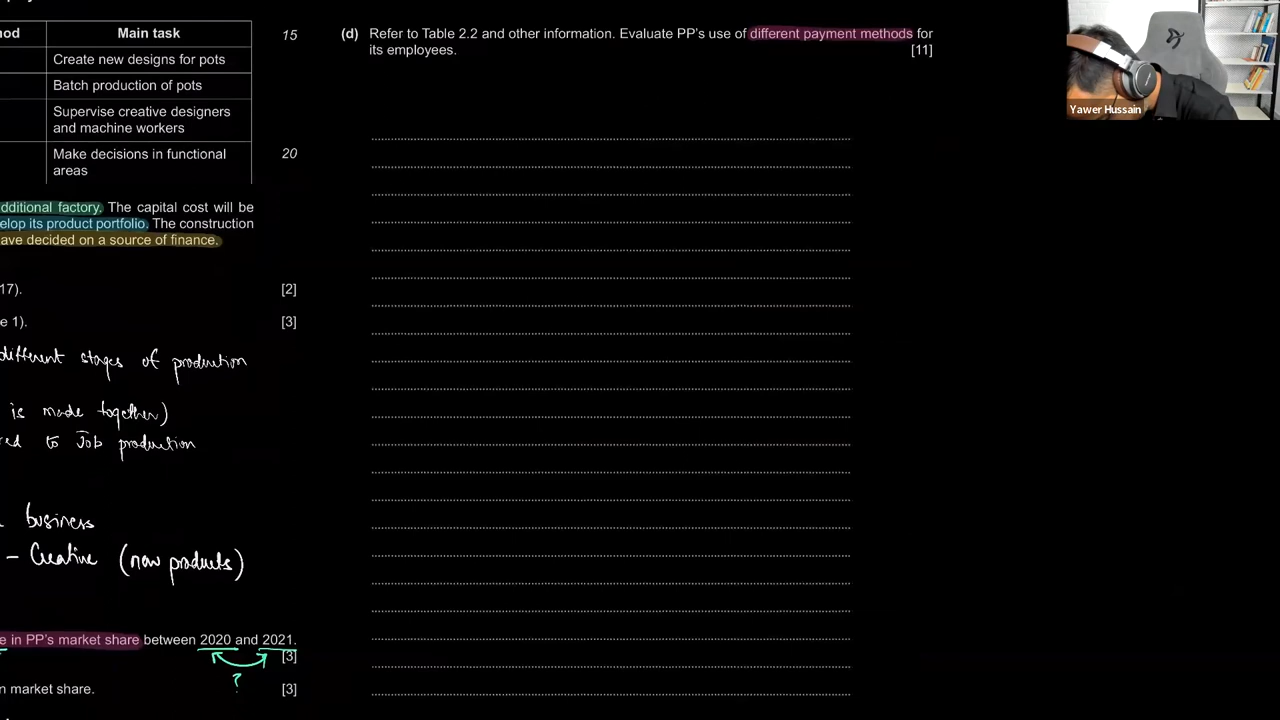 od
Main task
Create new designs for pots
Batch production of pots
Supervise creative designers
and machine workers
Make decisions in functional
areas
15
20
dditional factory. The capital cost will be
elop its product portfolio. The construction
ave decided on a source of finance.
17).
[2]
e 1).
[3]
different stages of production
is made together)
red to Job production
business
- Creative (new products)
e in PP's market share between 2020 and 2021.
[3]
?
n market share.
[3]
(d) Refer to Table 2.2 and other information. Evaluate PP's use of different payment methods for
its employees.
[11]
Yawer Hussain